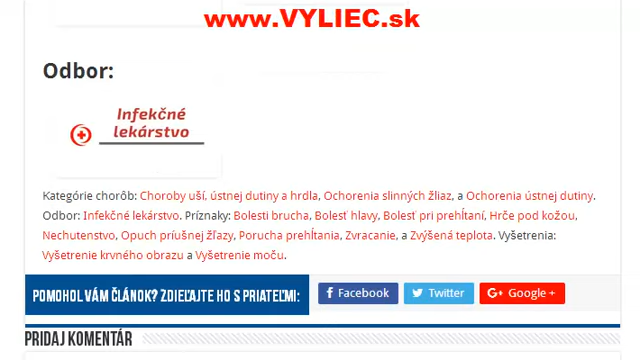 www.VYLIEC.sk
Odbor:
Infekčné
lekárstvo
Kategórie chorôb: Choroby uší, ústnej dutiny a hrdla, Ochorenia slinných žliaz, a Ochorenia ústnej dutiny.
Odbor: Infekčné lekárstvo. Príznaky: Bolesti brucha, Bolesť hlavy, Bolesť pri prehĺtaní, Hrče pod kožou,
Nechutenstvo, Opuch príušnej žľazy, Porucha prehĺtania, Zvracanie, a Zvýšená teplota. Vyšetrenia:
Vyšetrenie krvného obrazu a Vyšetrenie moču.
POMOHOL VÁM ČLÁNOK? ZDIEĽAJTE HO S PRIATEĽMI: Facebook Twitter Google +
PRIDAJ KOMENTÁR